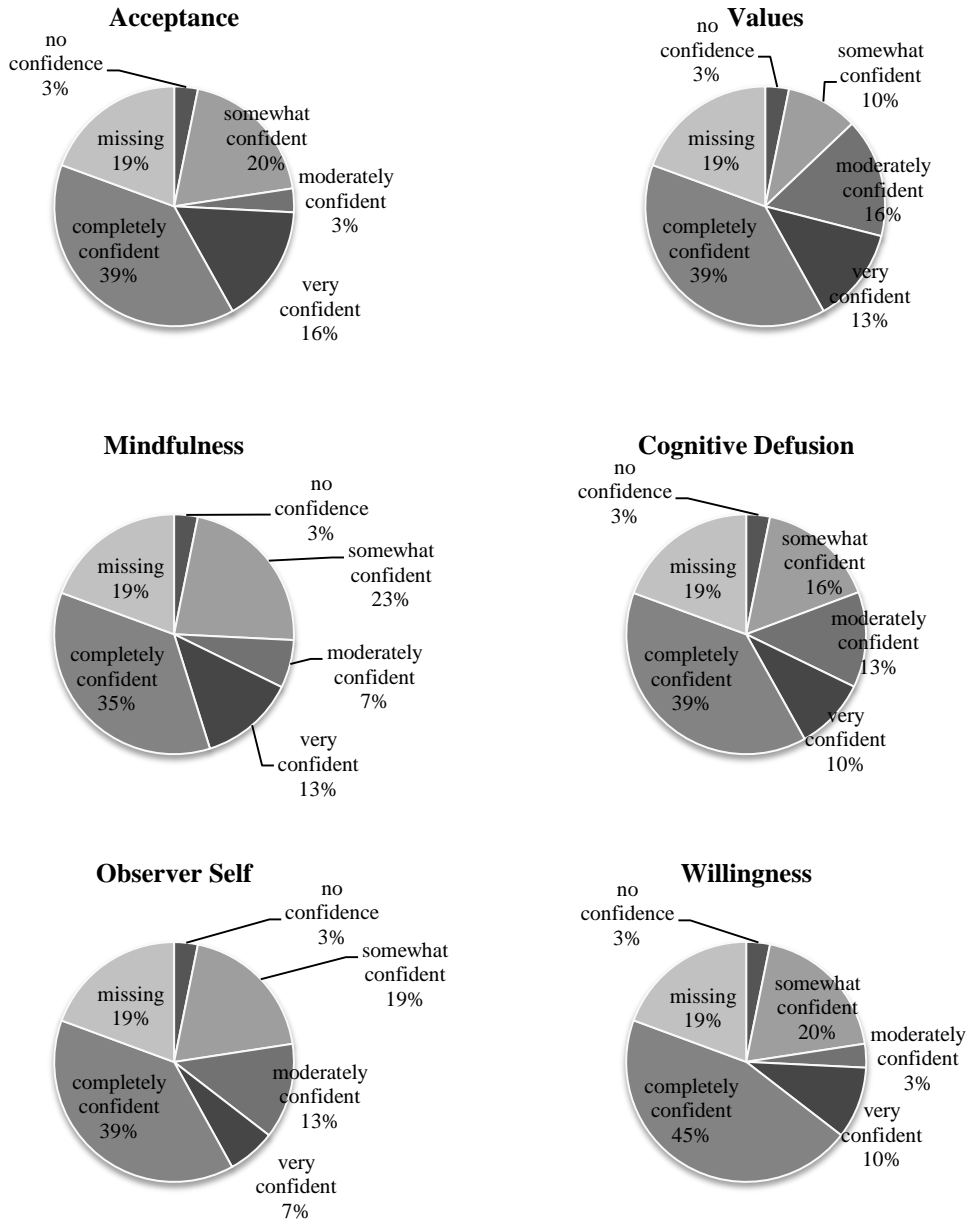 Acceptance
no
confidence
3%
somewhat
confident
20%
moderately
confident
3%
very
confident
16%
completely
confident
39%
missing
19%
Values
no
confidence
3%
somewhat
confident
10%
moderately
confident
16%
very
confident
13%
completely
confident
39%
missing
19%
Mindfulness
no
confidence
3%
somewhat
confident
23%
moderately
confident
7%
very
confident
13%
completely
confident
35%
missing
19%
Cognitive Defusion
no
confidence
3%
somewhat
confident
16%
moderately
confident
13%
very
confident
10%
completely
confident
39%
missing
19%
Observer Self
no
confidence
3%
somewhat
confident
19%
moderately
confident
13%
very
confident
7%
completely
confident
39%
missing
19%
Willingness
no
confidence
3%
somewhat
confident
20%
moderately
confident
3%
very
confident
10%
completely
confident
45%
missing
19%